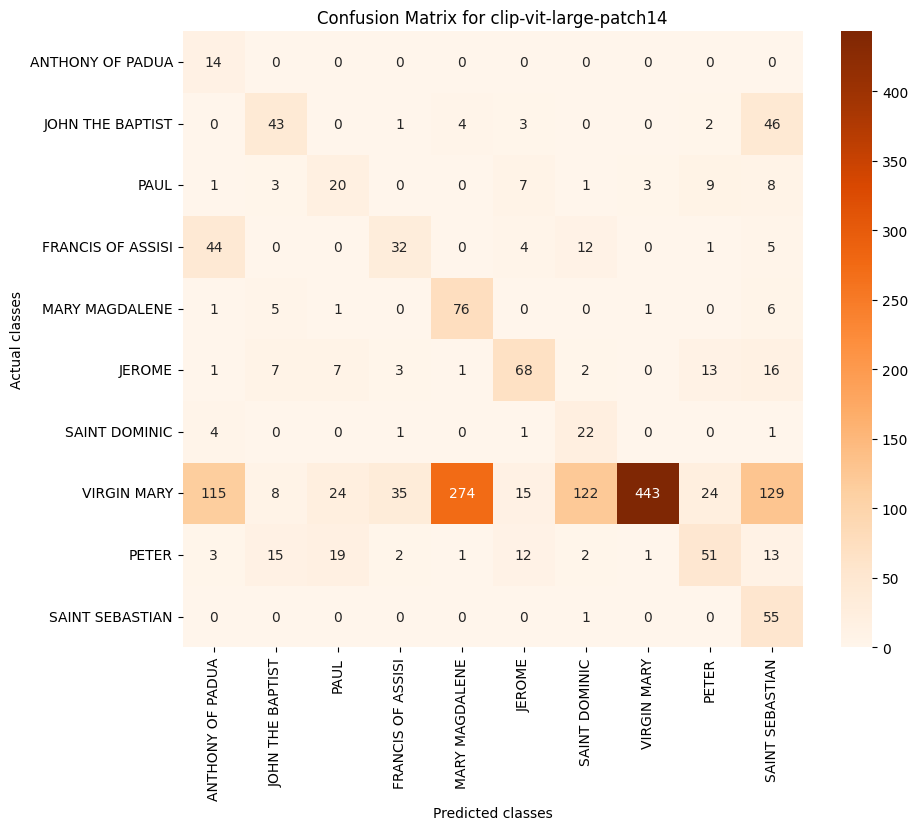 Confusion Matrix for clip-vit-large-patch14
ANTHONY OF PADUA 14 0 0 0 0 0 0 0 0 0
JOHN THE BAPTIST 0 43 0 1 4 3 0 0 2 46
PAUL 1 3 20 0 0 7 1 3 9 8
FRANCIS OF ASSISI 44 0 0 32 0 4 12 0 1 5
MARY MAGDALENE 1 5 1 0 76 0 0 1 0 6
JEROME 1 7 7 3 1 68 2 0 13 16
SAINT DOMINIC 4 0 0 1 0 1 22 0 0 1
VIRGIN MARY 115 8 24 35 274 15 122 443 24 129
PETER 3 15 19 2 1 12 2 1 51 13
SAINT SEBASTIAN 0 0 0 0 0 0 1 0 0 55
Actual classes
ANTHONY OF PADUA
JOHN THE BAPTIST
PAUL
FRANCIS OF ASSISI
MARY MAGDALENE
JEROME
SAINT DOMINIC
VIRGIN MARY
PETER
SAINT SEBASTIAN
Predicted classes
400
350
300
250
200
150
100
50
0